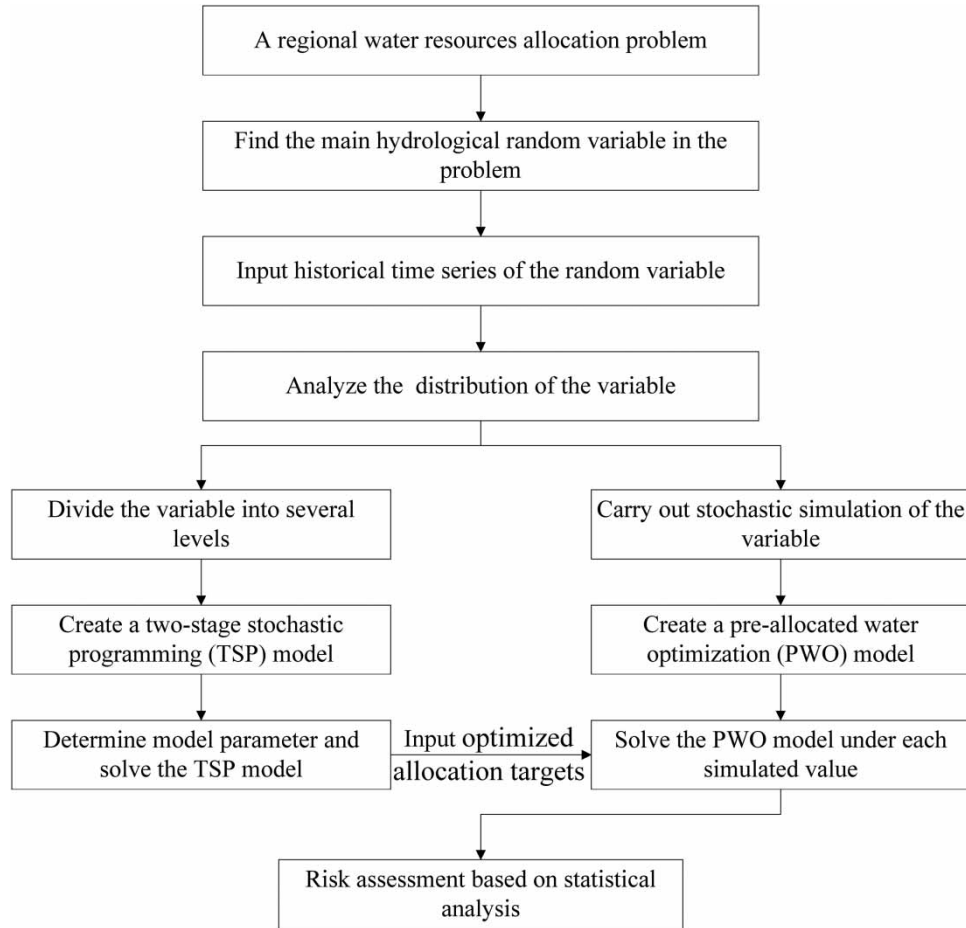 A regional water resources allocation problem
Find the main hydrological random variable in the
problem
Input historical time series of the random variable
Analyze the distribution of the variable
Divide the variable into several
levels
Carry out stochastic simulation of the
variable
Create a two-stage stochastic
programming (TSP) model
Create a pre-allocated water
optimization (PWO) model
Determine model parameter and
solve the TSP model
Input optimized
allocation targets
Solve the PWO model under each
simulated value
Risk assessment based on statistical
analysis